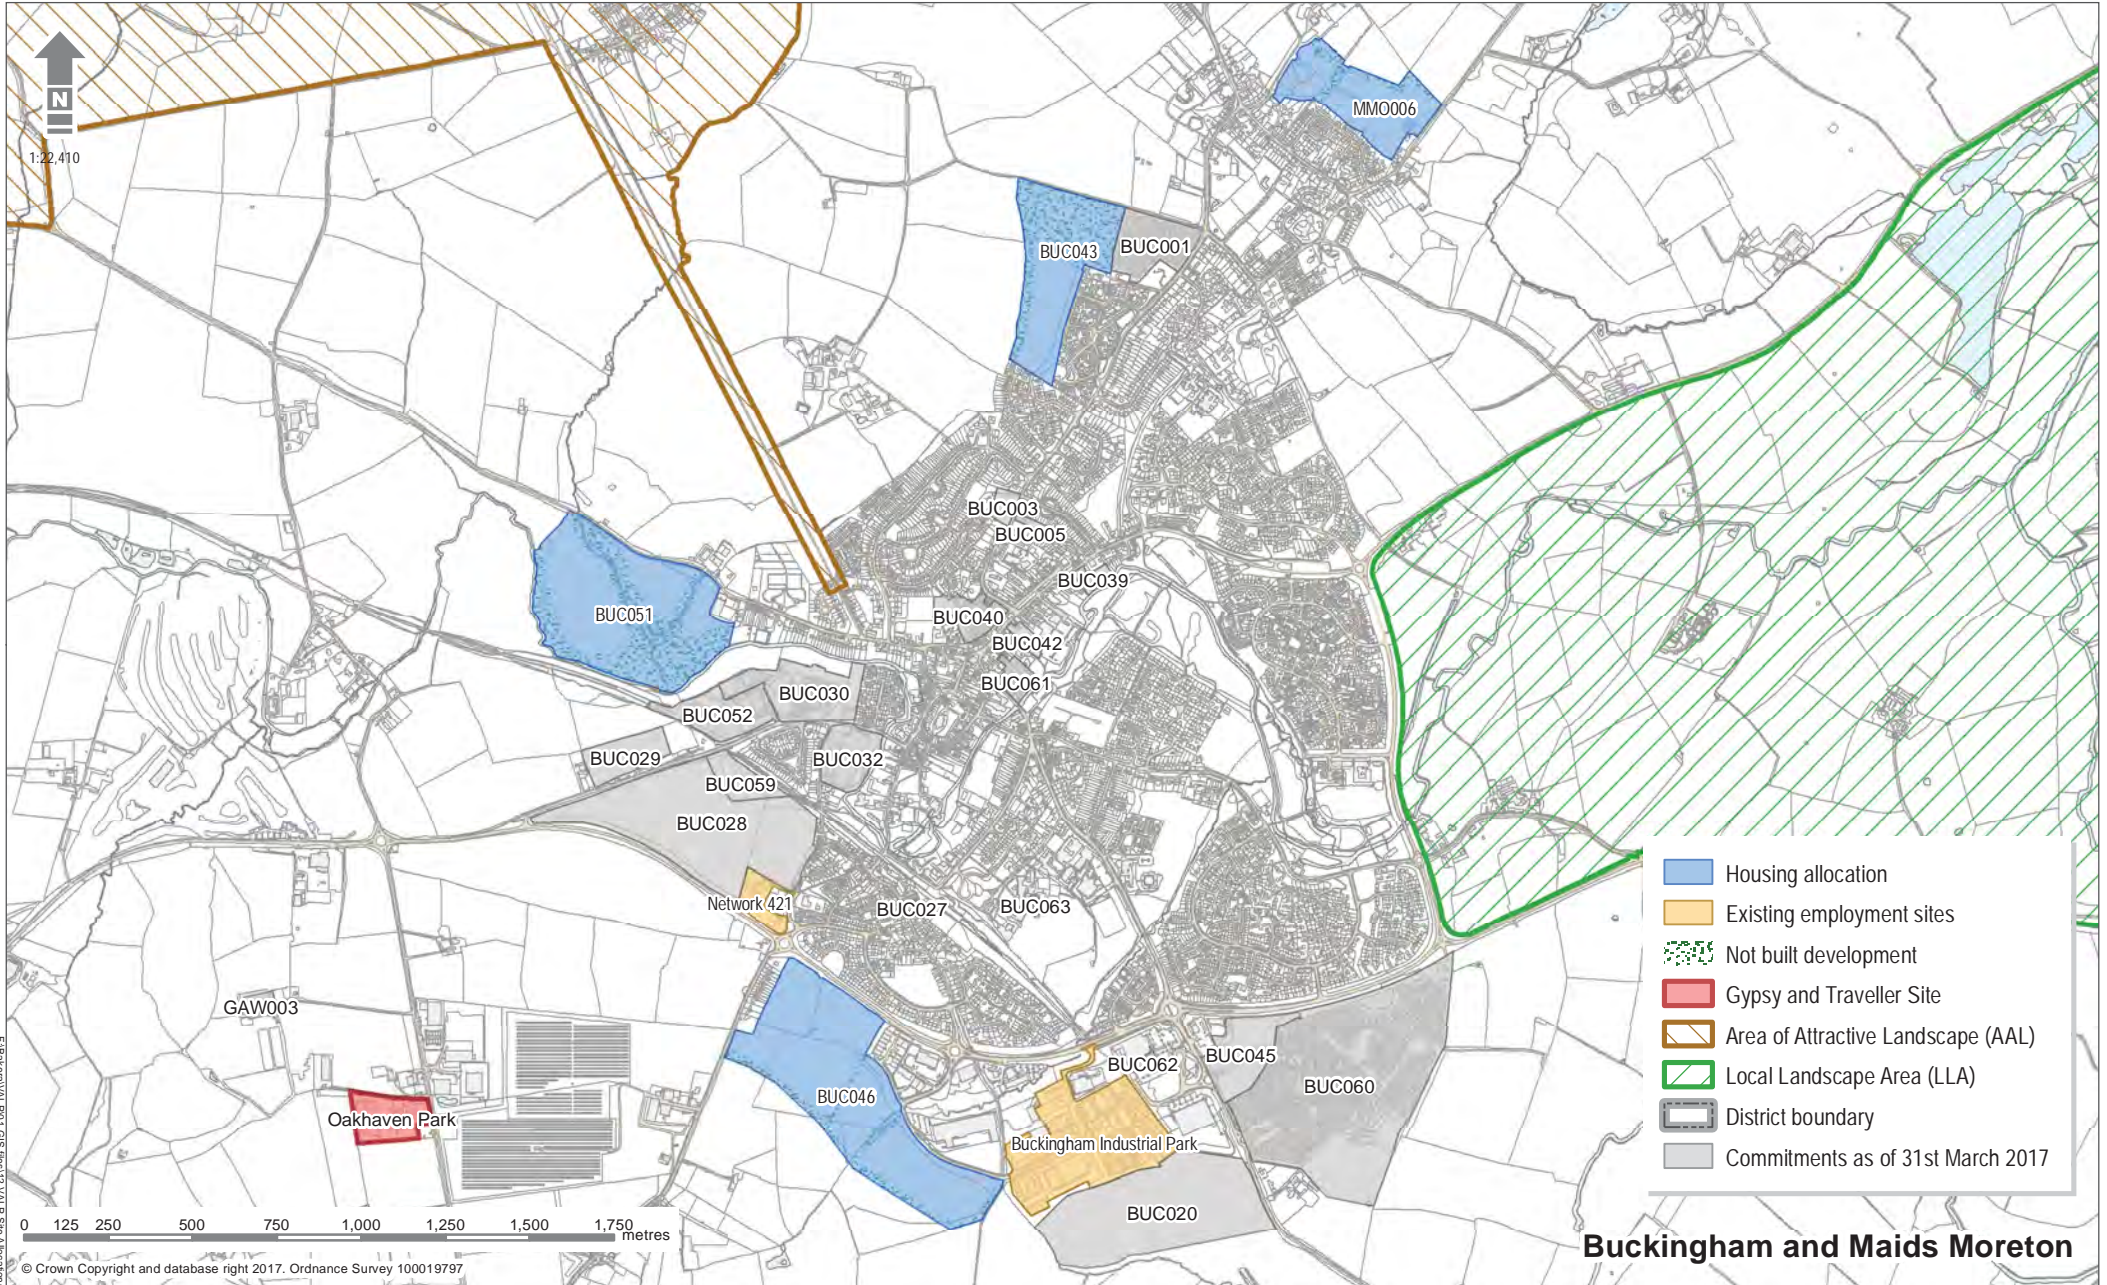 N
1:22,410
MMO006
BUC043
BUC001
BUC003
BUC005
BUC039
BUC051
BUC040
BUC042
BUC061
BUC030
BUC052
BUC029
BUC032
BUC059
BUC028
Network 421
BUC027
BUC063
GAW003
BUC062
BUC045
BUC060
BUC046
Oakhaven Park
Buckingham Industrial Park
BUC020
Housing allocation
Existing employment sites
Not built development
Gypsy and Traveller Site
Area of Attractive Landscape (AAL)
Local Landscape Area (LLA)
District boundary
Commitments as of 31st March 2017
0 125 250 500 750 1,000 1,250 1,500 1,750
metres
© Crown Copyright and database right 2017. Ordnance Survey 100019797
Buckingham and Maids Moreton